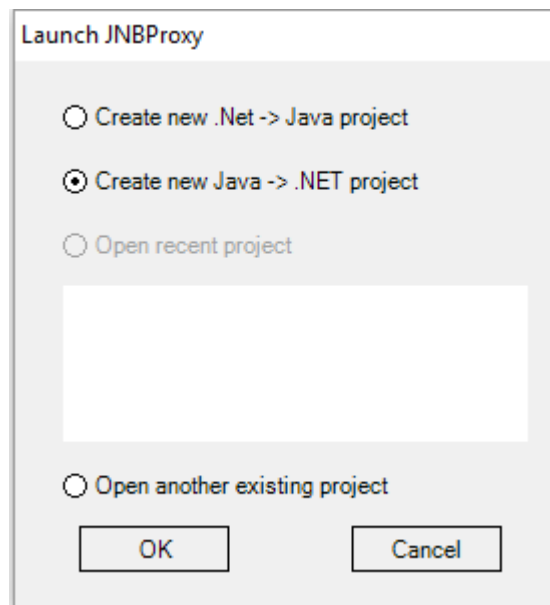 Launch JNBProxy
Create new .Net -> Java project
Create new Java -> .NET project
Open recent project
Open another existing project
OK
Cancel